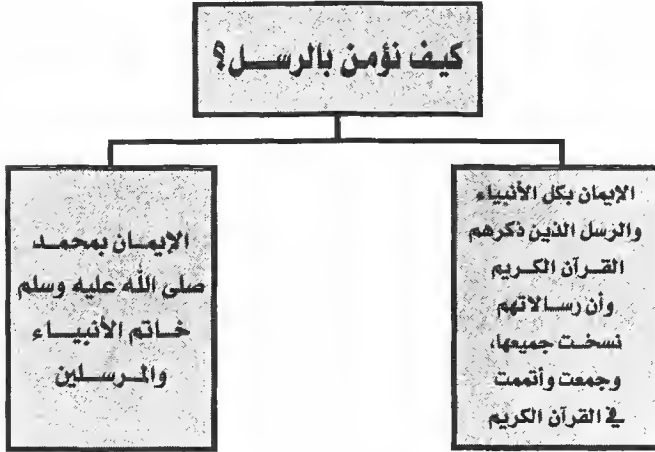 كيف نؤمن بالرسل؟
الإيمان بكل الأنبياء
والرسل الذين ذكرهم
القرآن الكريم
وأن رسالاتهم
نسخت جميعها،
وجمعت وأتممت
في القرآن الكريم
الإيمان بمحمد
صلى الله عليه وسلم
خاتم الأنبياء
والمرسلين